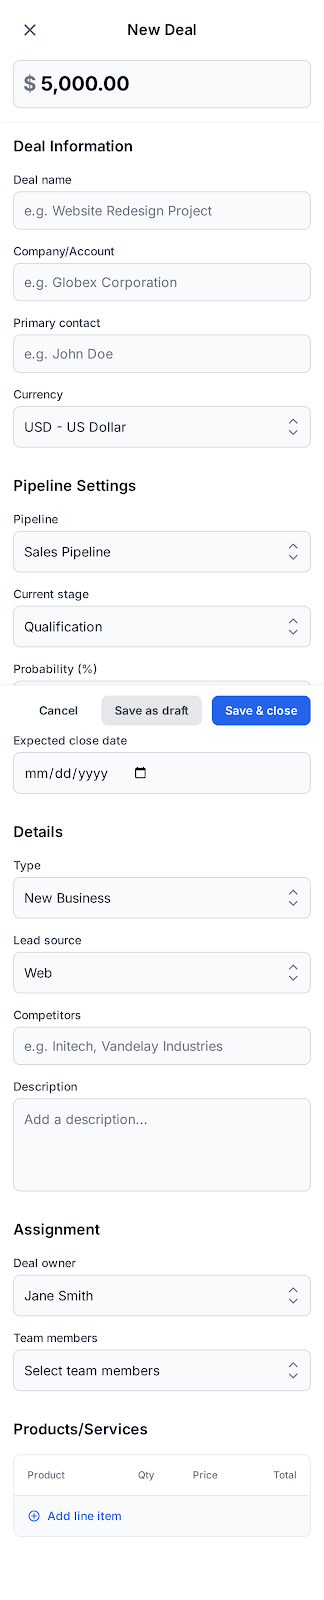 New Deal
$ 5,000.00
Deal Information
Deal name
e.g. Website Redesign Project
Company/Account
e.g. Globex Corporation
Primary contact
e.g. John Doe
Currency
USD - US Dollar
Pipeline Settings
Pipeline
Sales Pipeline
Current stage
Qualification
Probability (%)
Cancel Save as draft Save & close
Expected close date
mm/dd/yyyy
Details
Type
New Business
Lead source
Web
Competitors
e.g. Initech, Vandelay Industries
Description
Add a description...
Assignment
Deal owner
Jane Smith
Team members
Select team members
Products/Services
Product Qty Price Total
Add line item